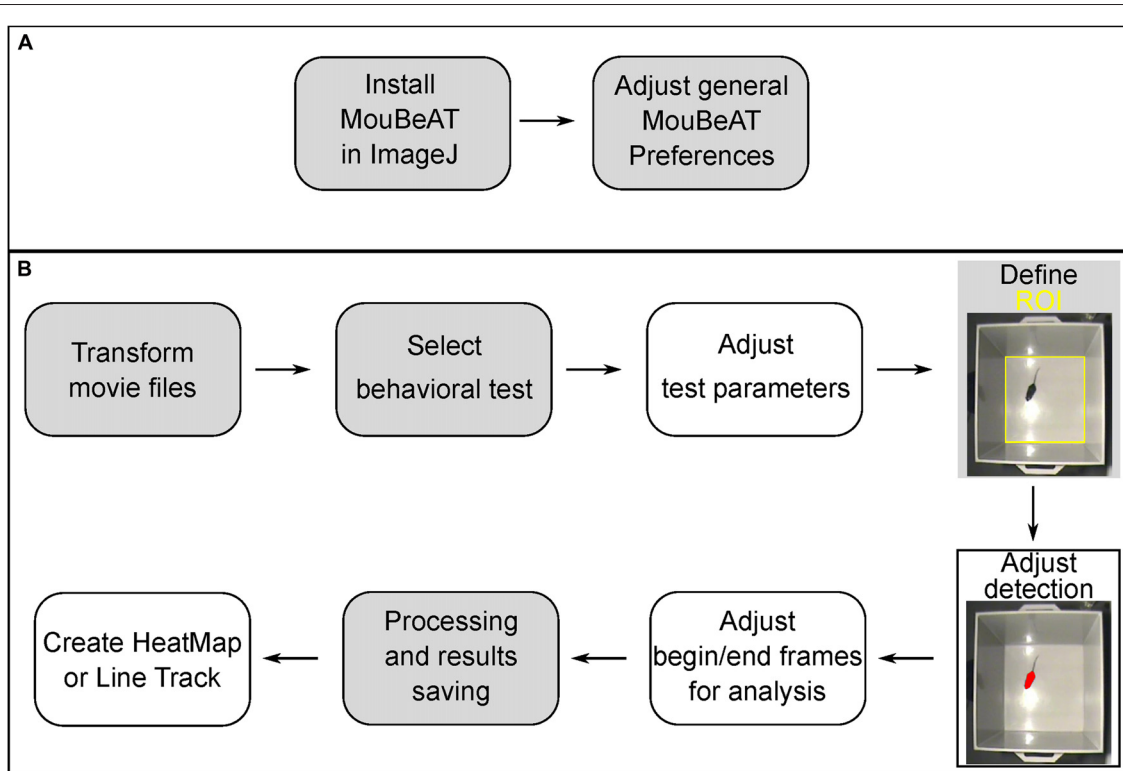 A
Install
MouBeAT
in ImageJ
Adjust general
MouBeAT
Preferences
B
Transform
movie files
Select
behavioral test
Adjust
test parameters
Define
ROI
Adjust
detection
Adjust
begin/end frames
for analysis
Processing
and results
saving
Create HeatMap
or Line Track